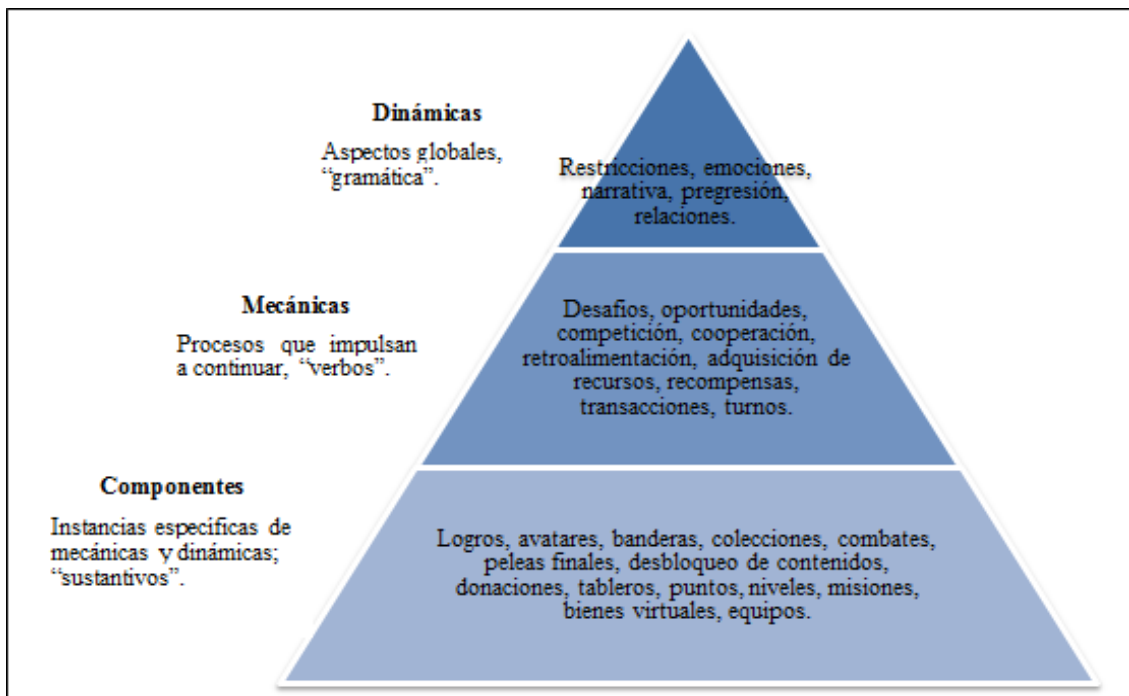 Dinámicas
Aspectos globales,
“gramática”.
Restricciones, emociones,
narrativa, pregresión,
relaciones.
Mecánicas
Procesos que impulsan
a continuar, “verbos”.
Desafios, oportunidades,
competición, cooperación,
retroalimentación, adquisición de
recursos, recompensas,
transacciones, turnos.
Componentes
Instancias específicas de
mecánicas y dinámicas;
“sustantivos”.
Logros, avatares, banderas, colecciones, combates,
peleas finales, desbloqueo de contenidos,
donaciones, tableros, puntos, niveles, misiones,
bienes virtuales, equipos.